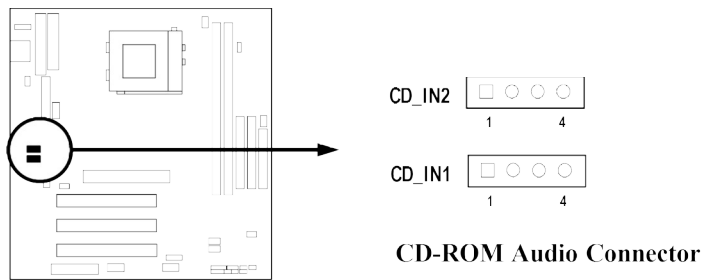 CD_IN2
1 4
CD_IN1
1 4
CD-ROM Audio Connector